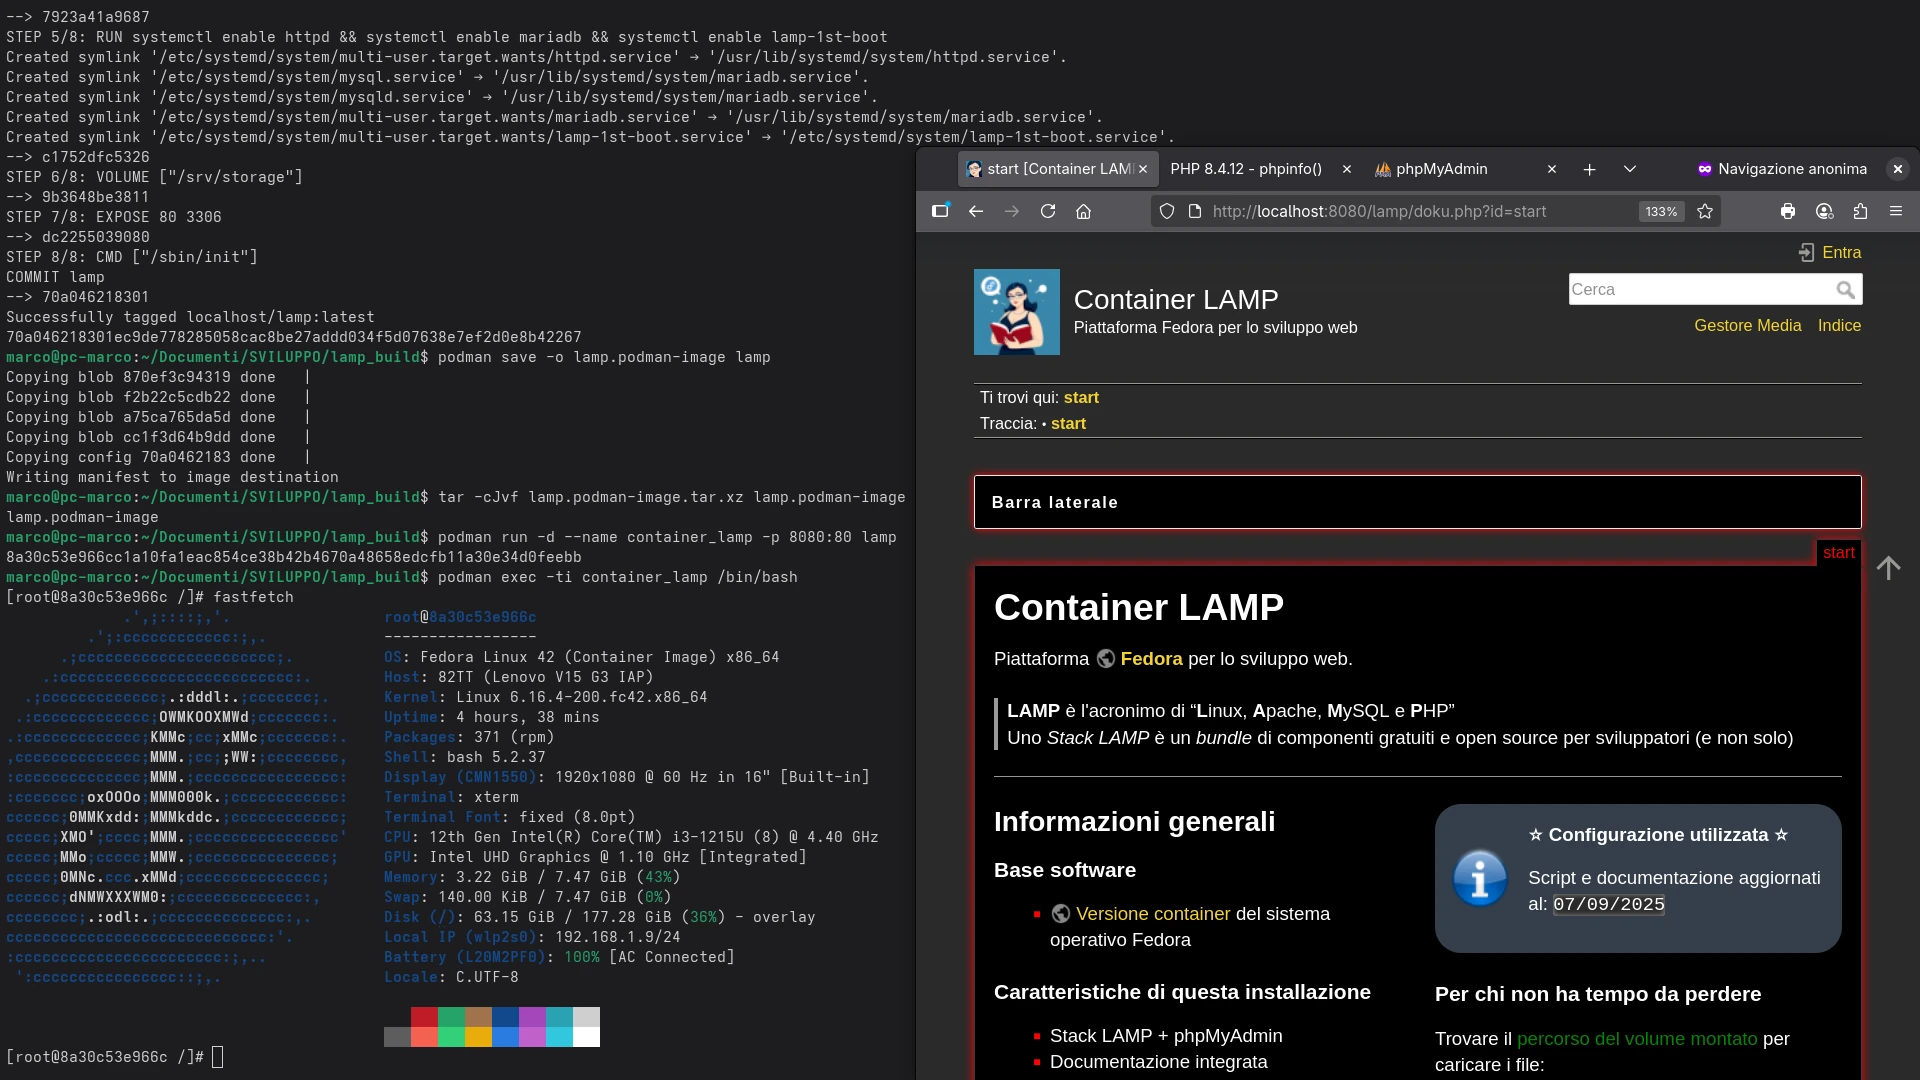 --> 7923a41a9687
STEP 5/8: RUN systemctl enable httpd && systemctl enable mariadb && systemctl enable lamp-1st-boot
Created symlink '/etc/systemd/system/multi-user.target.wants/httpd.service' → '/usr/lib/systemd/system/httpd.service'.
Created symlink '/etc/systemd/system/mysql.service' → '/usr/lib/systemd/system/mariadb.service'.
Created symlink '/etc/systemd/system/mysqld.service' → '/usr/lib/systemd/system/mariadb.service'.
Created symlink '/etc/systemd/system/multi-user.target.wants/mariadb.service' → '/usr/lib/systemd/system/mariadb.service'.
Created symlink '/etc/systemd/system/multi-user.target.wants/lamp-1st-boot.service' → '/etc/systemd/system/lamp-1st-boot.service'.
--> c1752dfc5326
STEP 6/8: VOLUME ["/srv/storage"]
--> 9b3648be3811
STEP 7/8: EXPOSE 80 3306
--> dc2255039080
STEP 8/8: CMD ["/sbin/init"]
COMMIT lamp
--> 70a046218301
Successfully tagged localhost/lamp:latest
70a046218301ec9de778285058cac8be27addd034f5d07638e7ef2d0e8b42267
marco@pc-marco:~/Documenti/SVILUPPO/lamp_build$ podman save -o lamp.podman-image lamp
Copying blob 870ef3c94319 done   |
Copying blob f2b22c5cdb22 done   |
Copying blob a75ca765da5d done   |
Copying blob cc1f3d64b9dd done   |
Copying config 70a0462183 done   |
Writing manifest to image destination
marco@pc-marco:~/Documenti/SVILUPPO/lamp_build$ tar -cJvf lamp.podman-image.tar.xz lamp.podman-image
lamp.podman-image
marco@pc-marco:~/Documenti/SVILUPPO/lamp_build$ podman run -d --name container_lamp -p 8080:80 lamp
8a30c53e966cc1a10fa1eac854ce38b42b4670a48658edcfb11a30e34d0feebb
marco@pc-marco:~/Documenti/SVILUPPO/lamp_build$ podman exec -ti container_lamp /bin/bash
[root@8a30c53e966c /]# fastfetch
root@8a30c53e966c
-----------------
OS: Fedora Linux 42 (Container Image) x86_64
Host: 82TT (Lenovo V15 G3 IAP)
Kernel: Linux 6.16.4-200.fc42.x86_64
Uptime: 4 hours, 38 mins
Packages: 371 (rpm)
Shell: bash 5.2.37
Display (CMN1550): 1920x1080 @ 60 Hz in 16" [Built-in]
Terminal: xterm
Terminal Font: fixed (8.0pt)
CPU: 12th Gen Intel(R) Core(TM) i3-1215U (8) @ 4.40 GHz
GPU: Intel UHD Graphics @ 1.10 GHz [Integrated]
Memory: 3.22 GiB / 7.47 GiB (43%)
Swap: 140.00 KiB / 7.47 GiB (0%)
Disk (/): 63.15 GiB / 177.28 GiB (36%) - overlay
Local IP (wlp2s0): 192.168.1.9/24
Battery (L20M2PF0): 100% [AC Connected]
Locale: C.UTF-8
[root@8a30c53e966c /]#
start [Container LAM
PHP 8.4.12 - phpinfo()
phpMyAdmin
Navigazione anonima
http://localhost:8080/lamp/doku.php?id=start
133%
Entra
Container LAMP
Piattaforma Fedora per lo sviluppo web
Cerca
Gestore Media Indice
Ti trovi qui: start
Traccia: • start
Barra laterale
start
Container LAMP
Piattaforma Fedora per lo sviluppo web.
LAMP è l'acronimo di “Linux, Apache, MySQL e PHP”
Uno Stack LAMP è un bundle di componenti gratuiti e open source per sviluppatori (e non solo)
Informazioni generali
Base software
Versione container del sistema
operativo Fedora
Caratteristiche di questa installazione
Stack LAMP + phpMyAdmin
Documentazione integrata
☆ Configurazione utilizzata ☆
Script e documentazione aggiornati
al: 07/09/2025
Per chi non ha tempo da perdere
Trovare il percorso del volume montato per
caricare i file: